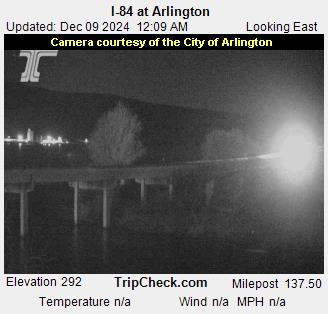 I-84 at Arlington
Updated: Dec 09 2024 12:09 AM Looking East
Camera courtesy of the City of Arlington
Elevation 292 TripCheck.com Milepost 137.50
Temperature n/a Wind n/a MPH n/a